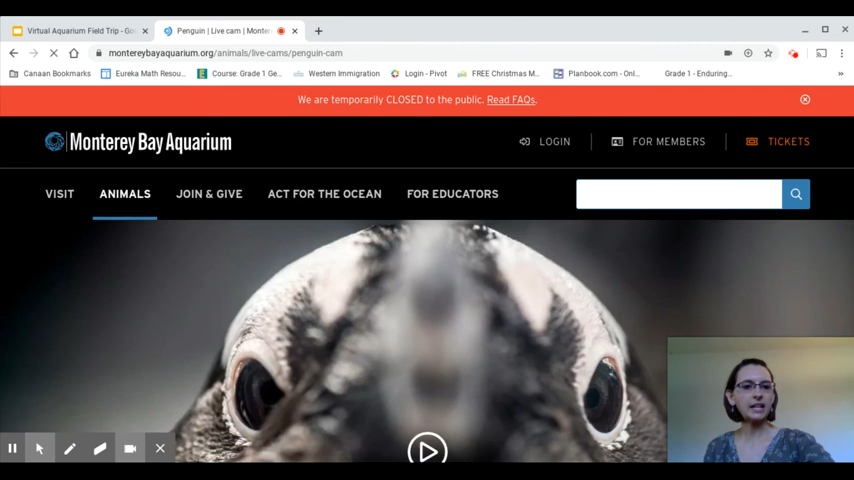 Virtual Aquarium Field Trip - Goo
Penguin | Live cam | Monter
montereybayaquarium.org/animals/live-cams/penguin-cam
Canaan Bookmarks
Eureka Math Resou...
Course: Grade 1 Ge...
Western Immigration
Login - Pivot
FREE Christmas M...
Planbook.com - Onl...
Grade 1 - Enduring...
»
We are temporarily CLOSED to the public. Read FAQs.
Monterey Bay Aquarium
LOGIN
FOR MEMBERS
TICKETS
VISIT
ANIMALS
JOIN & GIVE
ACT FOR THE OCEAN
FOR EDUCATORS